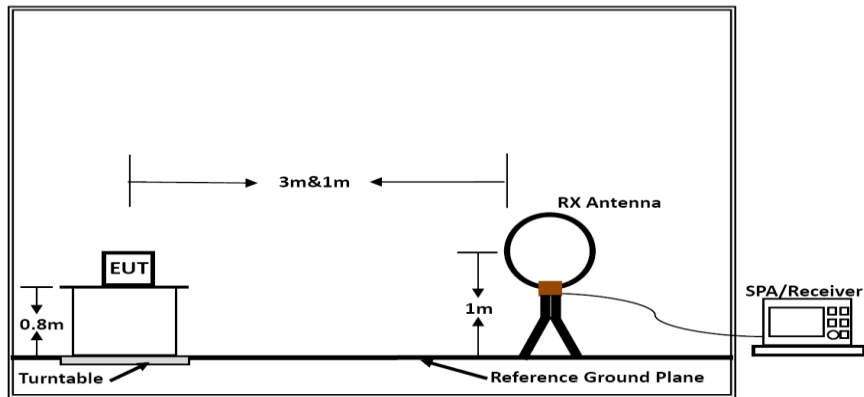 3m&1m
RX Antenna
EUT
SPA/Receiver
0.8m
1m
Turntable
Reference Ground Plane